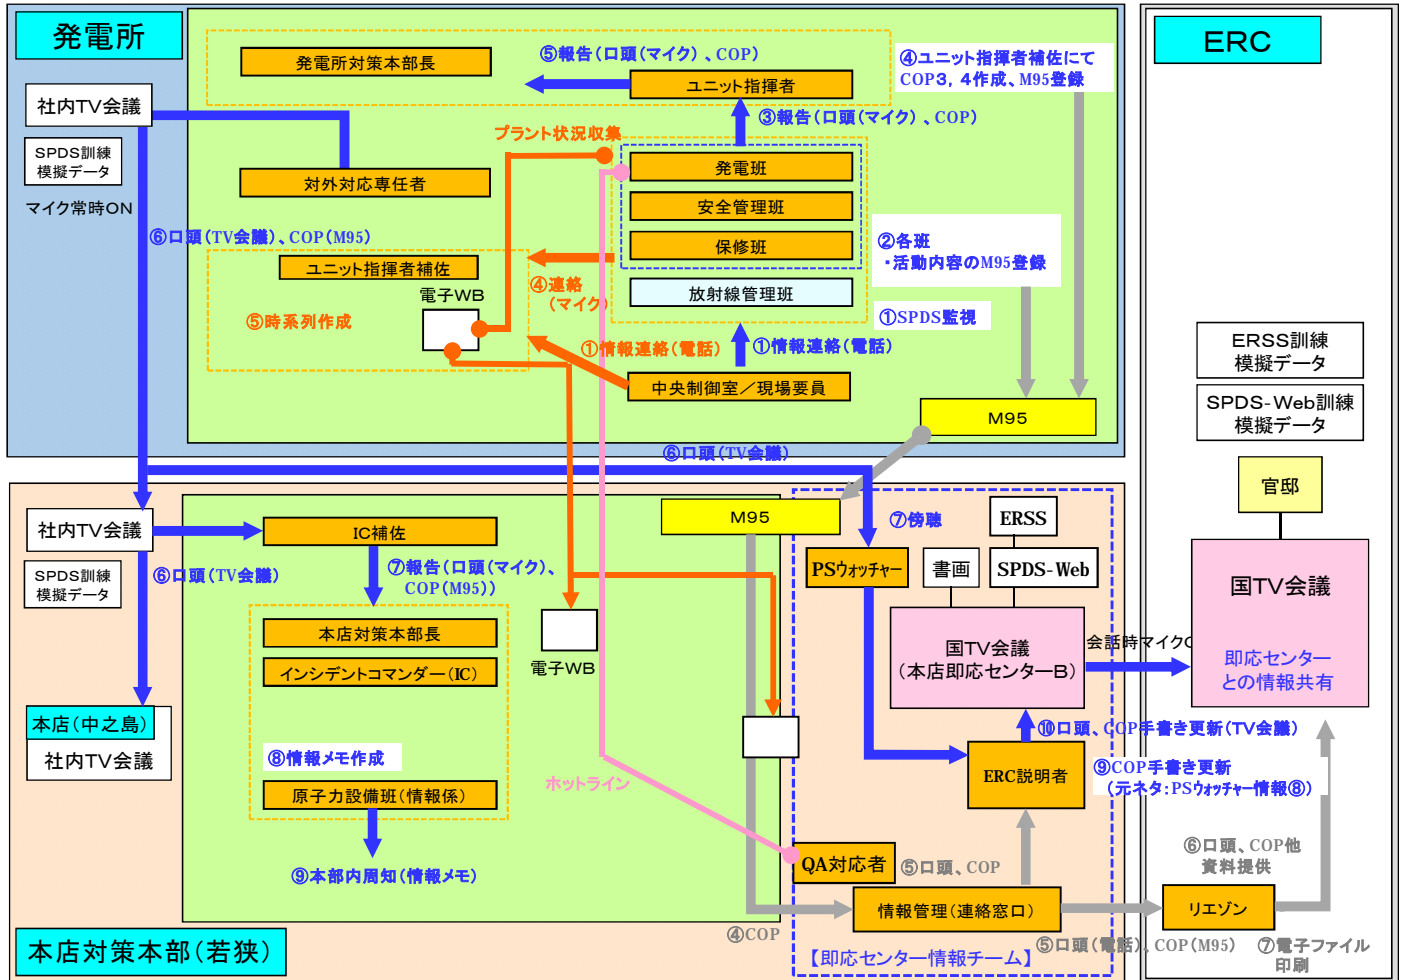 発電所
社内TV会議
SPDS訓練
模擬データ
マイク常時ON
発電所対策本部長
⑤報告(口頭(マイク)、COP)
ユニット指揮者
④ユニット指揮者補佐にて
COP3,4作成、M95登録
③報告(口頭(マイク)、COP)
プラント状況収集
対外対応専任者
発電班
安全管理班
保修班
放射線管理班
②各班
・活動内容のM95登録
①SPDS監視
⑥口頭(TV会議)、COP(M95)
ユニット指揮者補佐
電子WB
⑤時系列作成
④連絡
(マイク)
①情報連絡(電話)
①情報連絡(電話)
中央制御室/現場要員
M95
⑥口頭(TV会議)
ERC
ERSS訓練
模擬データ
SPDS-Web訓練
模擬データ
官邸
国TV会議
即応センター
との情報共有
社内TV会議
SPDS訓練
模擬データ
⑥口頭(TV会議)
本店(中之島)
社内TV会議
IC補佐
⑦報告(口頭(マイク)、
COP(M95))
本店対策本部長
インシデントコマンダー(IC)
⑧情報メモ作成
原子力設備班(情報係)
⑨本部内周知(情報メモ)
電子WB
ホットライン
M95
⑦傍聴
PSウォッチャー
書画
ERSS
SPDS-Web
国TV会議
(本店即応センターB)
会話時マイクO
⑩口頭、COP手書き更新(TV会議)
ERC説明者
⑨COP手書き更新
(元ネタ:PSウォッチャー情報⑧)
QA対応者
⑤口頭、COP
情報管理(連絡窓口)
④COP
【即応センター情報チーム】
⑤口頭(電話)、COP(M95)
⑥口頭、COP他
資料提供
リエゾン
⑦電子ファイル
印刷
本店対策本部(若狭)